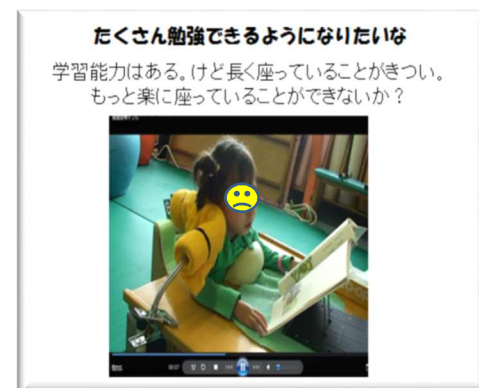 たくさん勉強できるようになりたいな
学習能力はある。けど長く座っていることがきつい。
もっと楽に座っていることができないか？